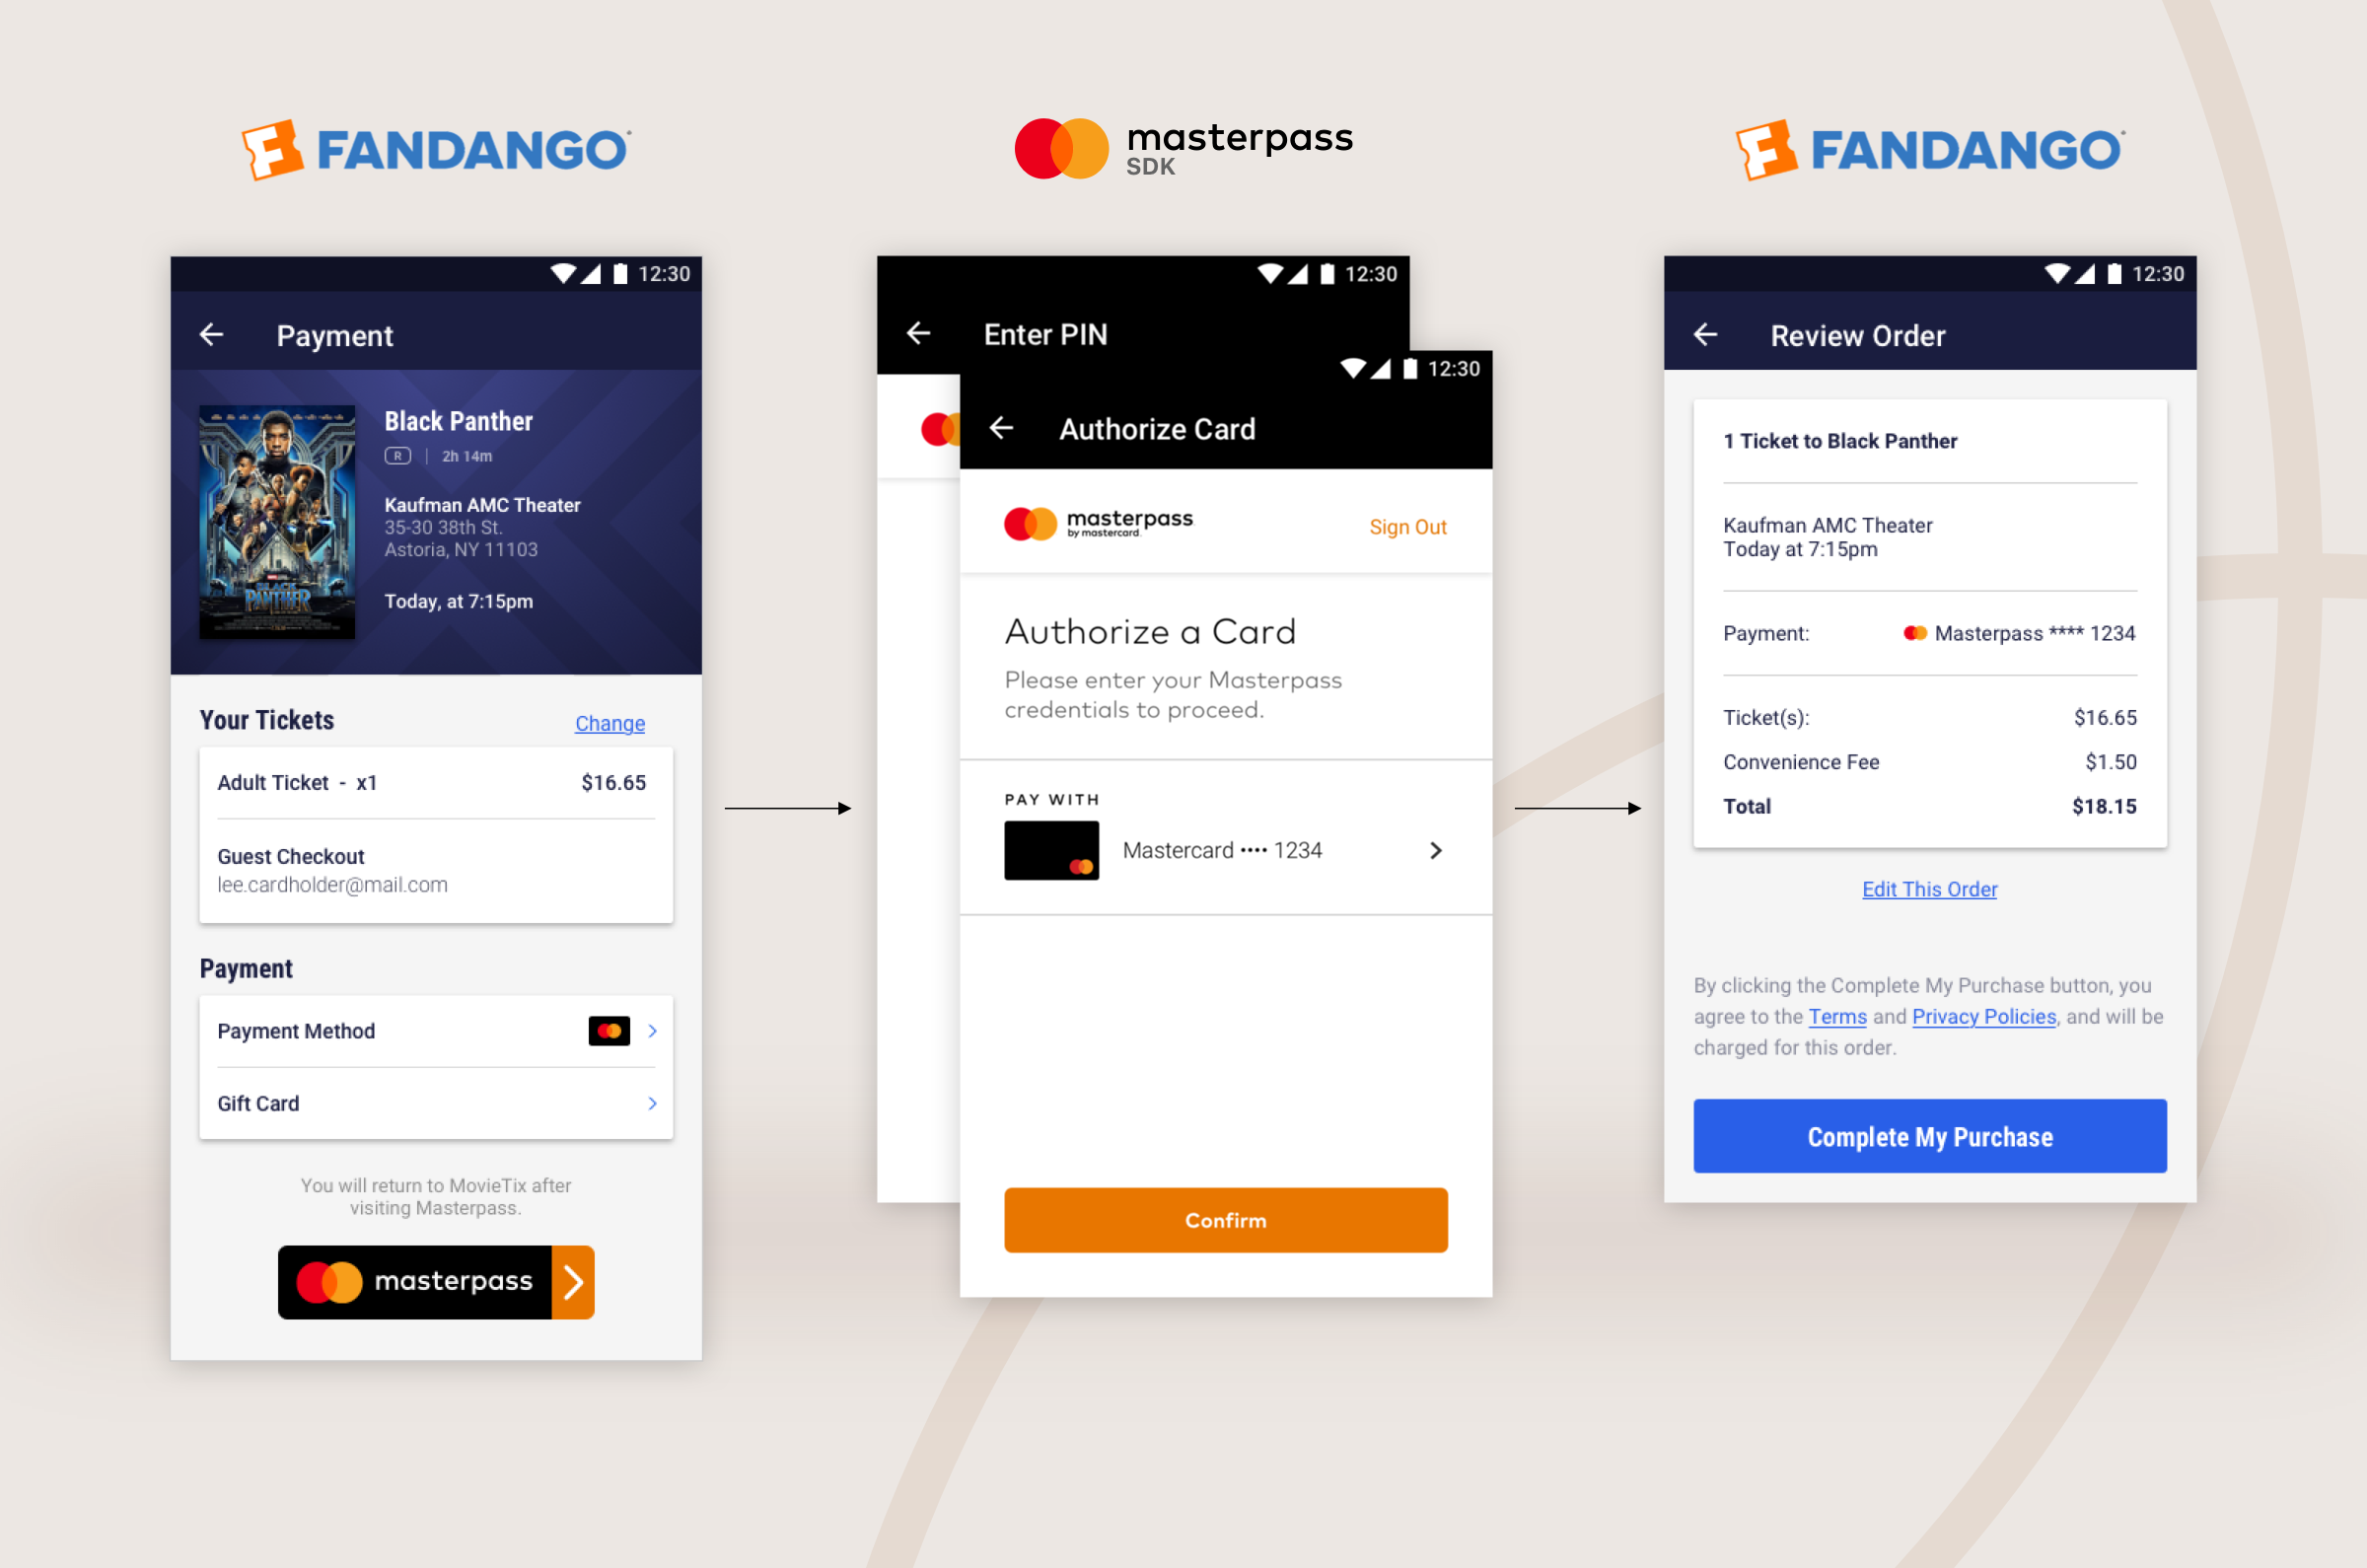 FANDANGO
12:30
Payment
Black Panther
R | 2h 14m
Kaufman AMC Theater
35-30 38th St.
Astoria, NY 11103
Today, at 7:15pm
BLACK
PANTHER
Your Tickets Change
Adult Ticket - x1 $16.65
Guest Checkout
lee.cardholder@mail.com
Payment
Payment Method
Gift Card
You will return to MovieTix after
visiting Masterpass.
masterpass
masterpass
SDK
12:30
Enter PIN
12:30
Authorize Card
masterpass
by mastercard.
Sign Out
Authorize a Card
Please enter your Masterpass
credentials to proceed.
PAY WITH
Mastercard •••• 1234
Confirm
FANDANGO
12:30
Review Order
1 Ticket to Black Panther
Kaufman AMC Theater
Today at 7:15pm
Payment: Masterpass **** 1234
Ticket(s): $16.65
Convenience Fee $1.50
Total $18.15
Edit This Order
By clicking the Complete My Purchase button, you
agree to the Terms and Privacy Policies, and will be
charged for this order.
Complete My Purchase